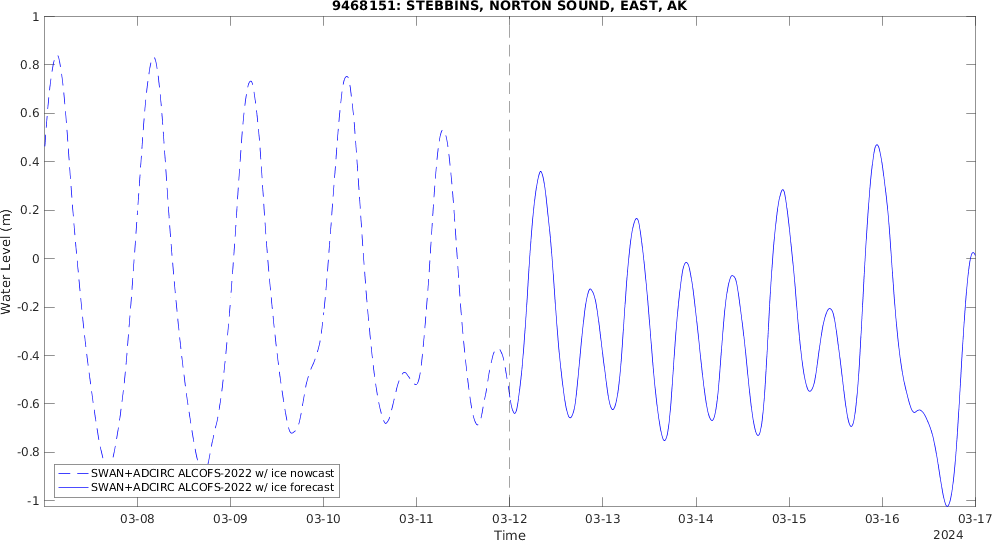 9468151: STEBBINS, NORTON SOUND, EAST, AK
1
0.8
0.6
0.4
0.2
0
-0.2
-0.4
-0.6
-0.8
-1
Water Level (m)
SWAN+ADCIRC ALCOFS-2022 w/ ice nowcast
SWAN+ADCIRC ALCOFS-2022 w/ ice forecast
03-08 03-09 03-10 03-11 03-12 03-13 03-14 03-15 03-16 03-17
Time
2024